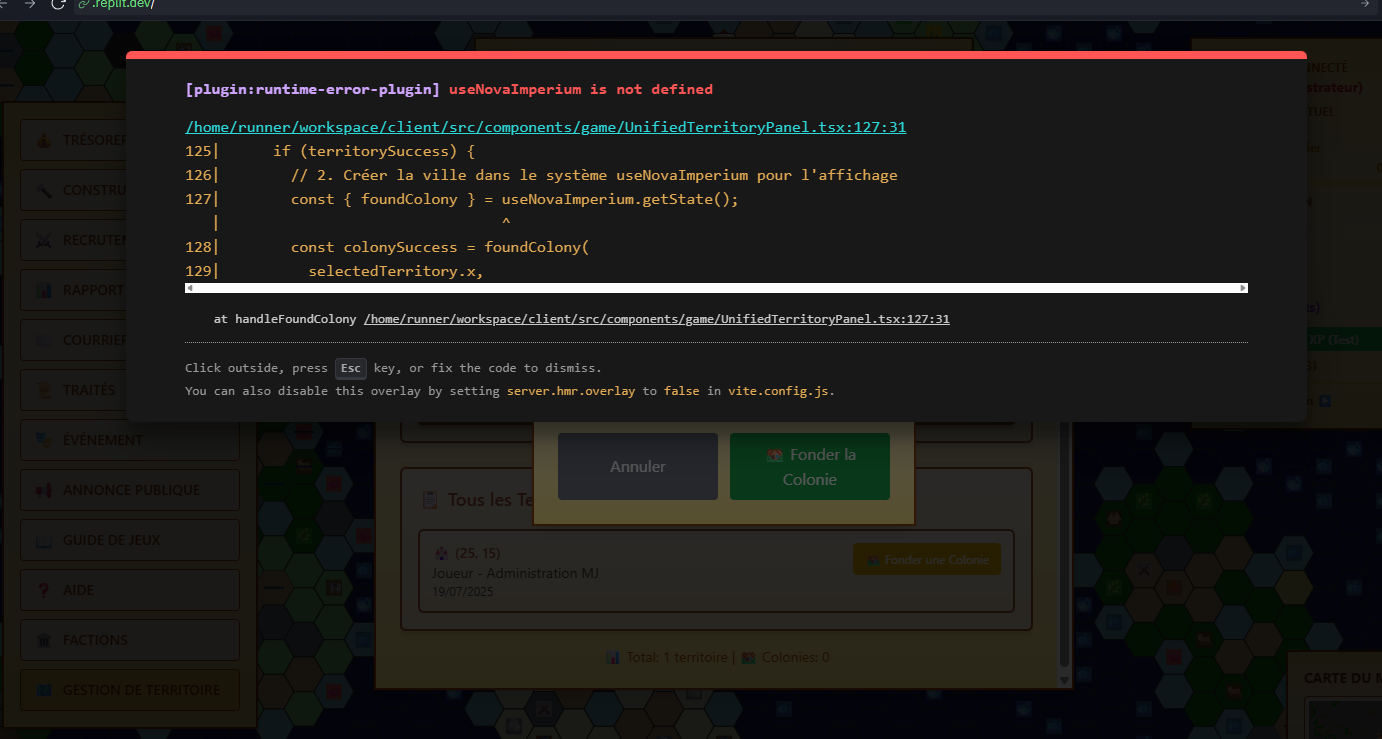 .replit.dev/
[plugin:runtime-error-plugin] useNovaImperium is not defined
/home/runner/workspace/client/src/components/game/UnifiedTerritoryPanel.tsx:127:31
125|      if (territorySuccess) {
126|        // 2. Créer la ville dans le système useNovaImperium pour l'affichage
127|        const { foundColony } = useNovaImperium.getState();
   |                                ^
128|        const colonySuccess = foundColony(
129|          selectedTerritory.x,
at handleFoundColony /home/runner/workspace/client/src/components/game/UnifiedTerritoryPanel.tsx:127:31
Click outside, press Esc key, or fix the code to dismiss.
You can also disable this overlay by setting server.hmr.overlay to false in vite.config.js.
TRÉSORER
CONSTRU
RECRUTEM
RAPPORT
COURRIER
TRAITÉS
ÉVÉNEMENT
ANNONCE PUBLIQUE
GUIDE DE JEUX
AIDE
FACTIONS
GESTION DE TERRITOIRE
Annuler
Fonder la
Colonie
Tous les Te
(25, 15)
Joueur - Administration MJ
19/07/2025
Fonder une Colonie
Total: 1 territoire | Colonies: 0
NNECTÉ
strateur)
TUEL
XP (Test)
CARTE DU M